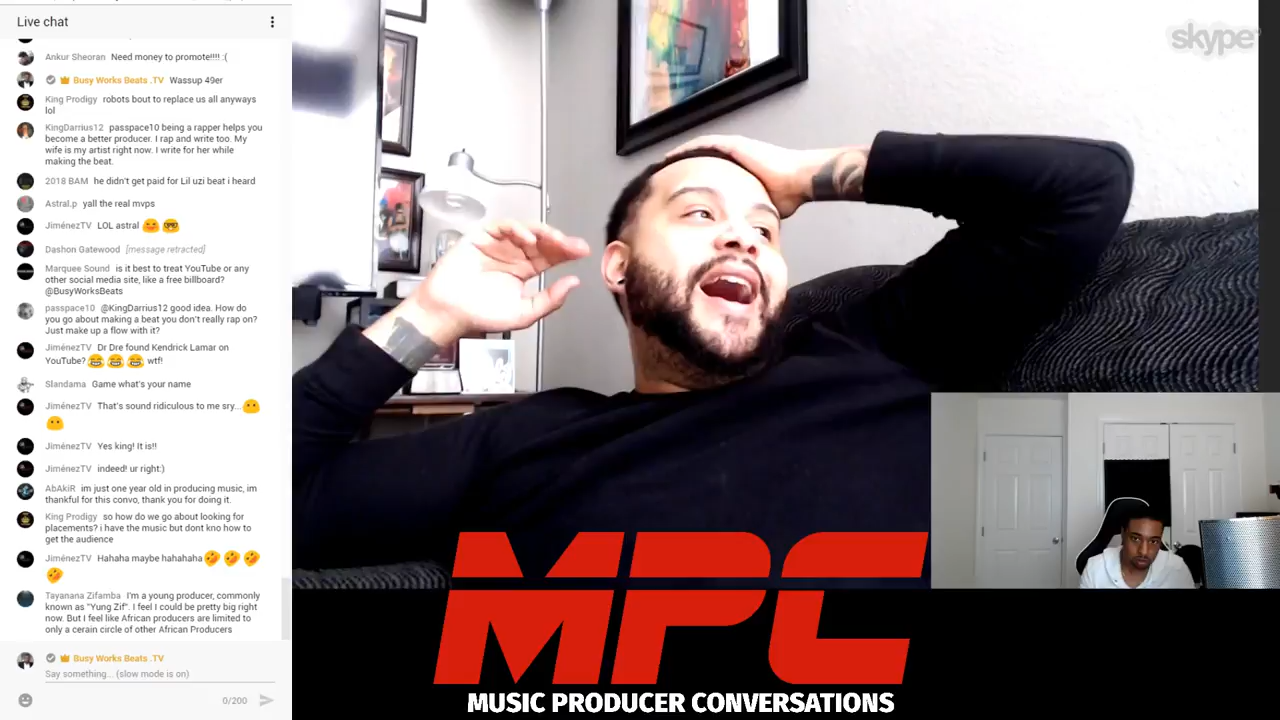 Live chat
Ankur Sheoran Need money to promote!!!! :(
Busy Works Beats .TV Wassup 49er
King Prodigy robots bout to replace us all anyways
lol
KingDarrius12 passpace10 being a rapper helps you
become a better producer. I rap and write too. My
wife is my artist right now. I write for her while
making the beat.
2018 BAM he didn't get paid for Lil uzi beat i heard
Astral.p yall the real mvps
JiménezTV LOL astral
Dashon Gatewood [message retracted]
Marquee Sound is it best to treat YouTube or any
other social media site, like a free billboard?
@BusyWorksBeats
passpace10 @KingDarrius12 good idea. How do
you go about making a beat you don't really rap on?
Just make up a flow with it?
JiménezTV Dr Dre found Kendrick Lamar on
YouTube? 😂😂😂 wtf!
Slandama Game what's your name
JiménezTV That's sound ridiculous to me sry...
JiménezTV Yes king! It is!!
JiménezTV indeed! ur right:)
AbAkiR im just one year old in producing music, im
thankful for this convo, thank you for doing it.
King Prodigy so how do we go about looking for
placements? i have the music but dont kno how to
get the audience
JiménezTV Hahaha maybe hahahaha 🤣🤣🤣
🤣
Tayanana Zifamba I'm a young producer, commonly
known as "Yung Zif". I feel I could be pretty big right
now. But I feel like African producers are limited to
only a cerain circle of other African Producers
Busy Works Beats .TV
Say something... (slow mode is on)
0/200
skype
MPC
MUSIC PRODUCER CONVERSATIONS